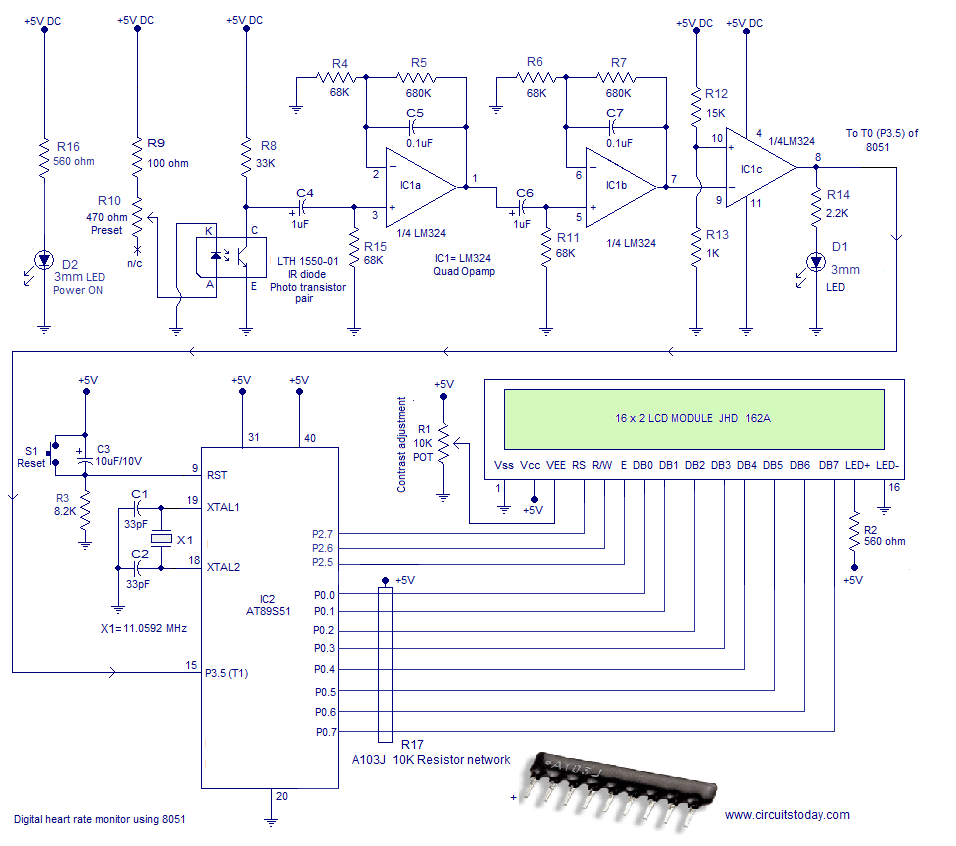 +5V DC
+5V DC
+5V DC
+5V DC
+5V DC
R4
68K
R5
680K
C5
0.1uF
R6
68K
R7
680K
C7
0.1uF
R12
15K
10
+
4
1/4LM324
IC1c
8
To T0 (P3.5) of
8051
R16
560 ohm
R9
100 ohm
R8
33K
R10
470 ohm
Preset
n/c
C4
+
1uF
2
−
IC1a
1
3
+
1/4 LM324
C6
+
1uF
6
−
IC1b
7
5
+
1/4 LM324
−
9
11
R14
2.2K
D2
3mm LED
Power ON
K
C
A
E
LTH 1550-01
IR diode
Photo transistor
pair
R15
68K
IC1= LM324
Quad Opamp
R11
68K
R13
1K
D1
3mm
LED
+5V
+5V
+5V
+5V
S1
Reset
+
C3
10uF/10V
R3
8.2K
C1
33pF
C2
33pF
X1
X1= 11.0592 MHz
31
40
9
RST
19
XTAL1
18
XTAL2
15
P3.5 (T1)
IC2
AT89S51
P2.7
P2.6
P2.5
P0.0
P0.1
P0.2
P0.3
P0.4
P0.5
P0.6
P0.7
20
Contrast adjustment
R1
10K
POT
16 x 2 LCD MODULE JHD 162A
Vss Vcc VEE RS R/W E DB0 DB1 DB2 DB3 DB4 DB5 DB6 DB7 LED+ LED-
1
16
+5V
R2
560 ohm
+5V
+5V
R17
A103J 10K Resistor network
A103J
+
Digital heart rate monitor using 8051
www.circuitstoday.com